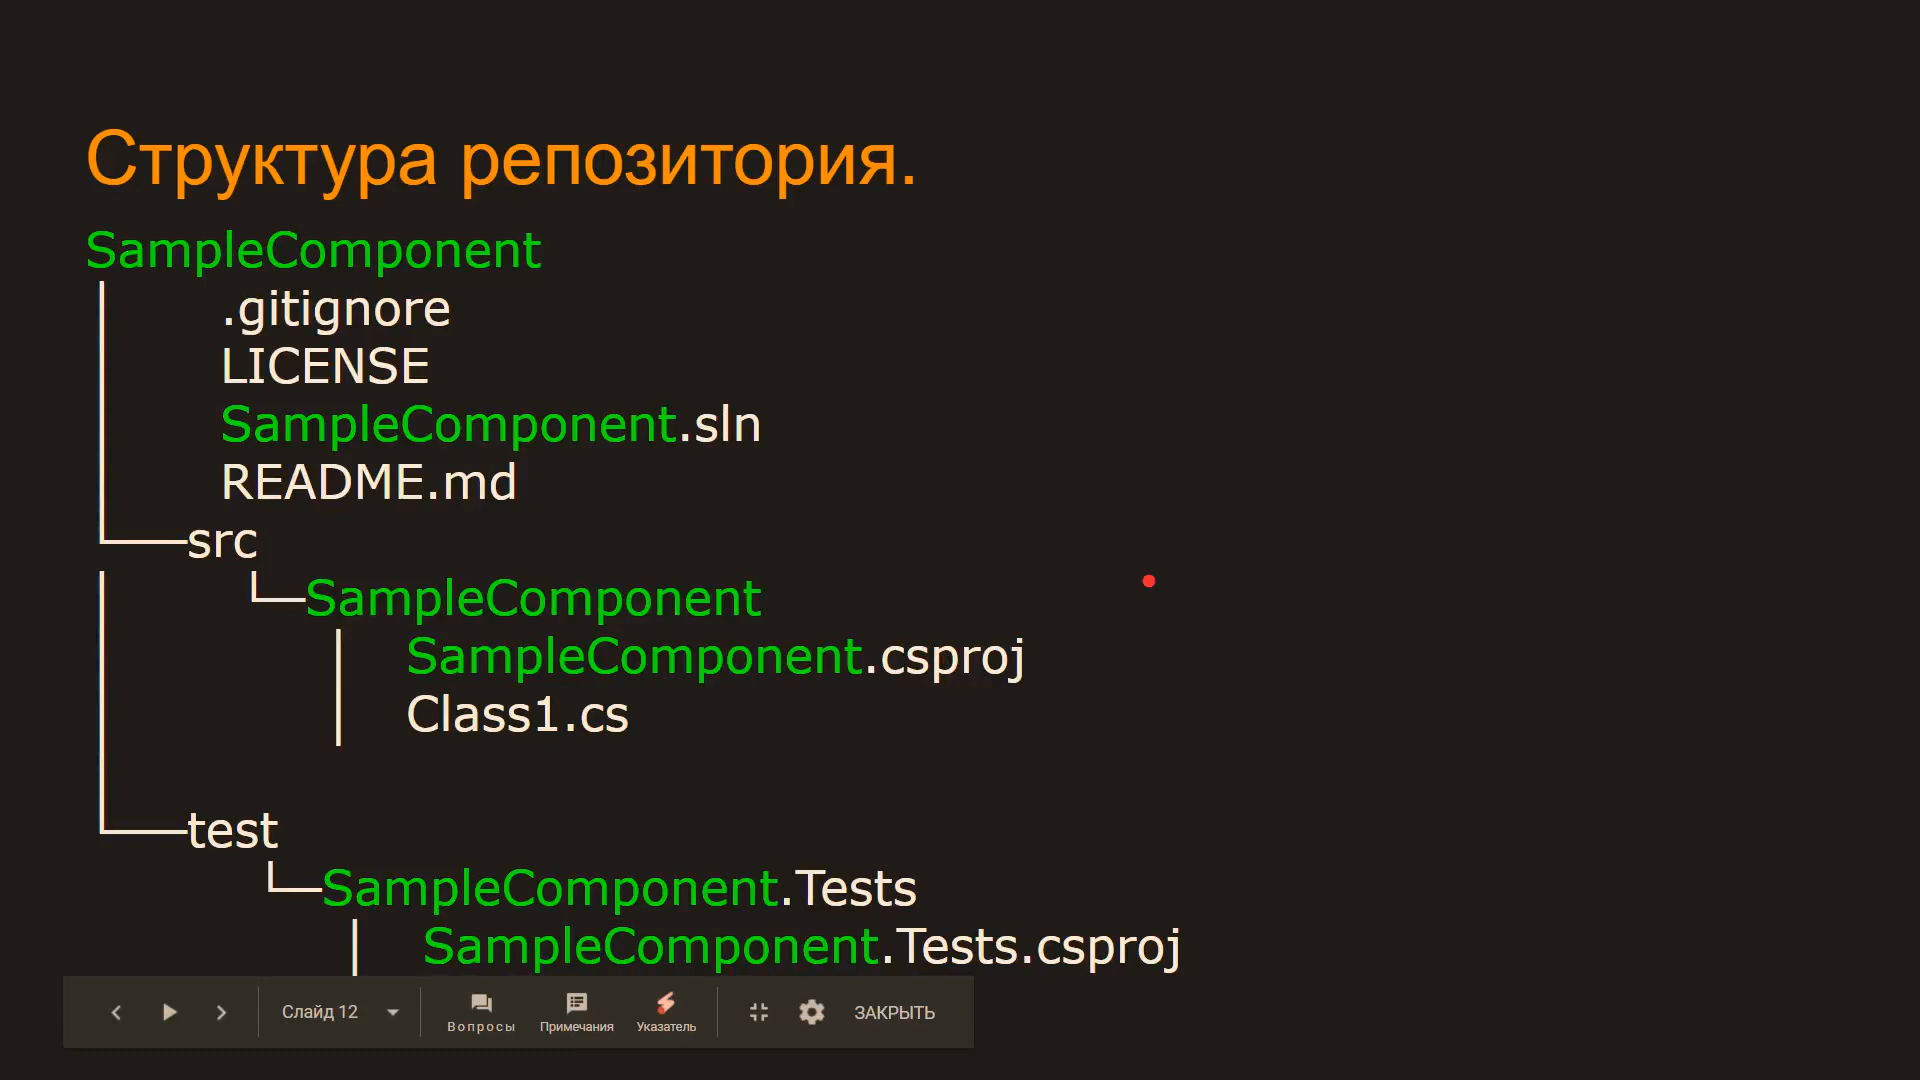 Структура репозитория.
SampleComponent
.gitignore
LICENSE
SampleComponent.sln
README.md
src
SampleComponent
SampleComponent.csproj
Class1.cs
test
SampleComponent.Tests
SampleComponent.Tests.csproj
Слайд 12 Вопросы Примечания Указатель ЗАКРЫТЬ